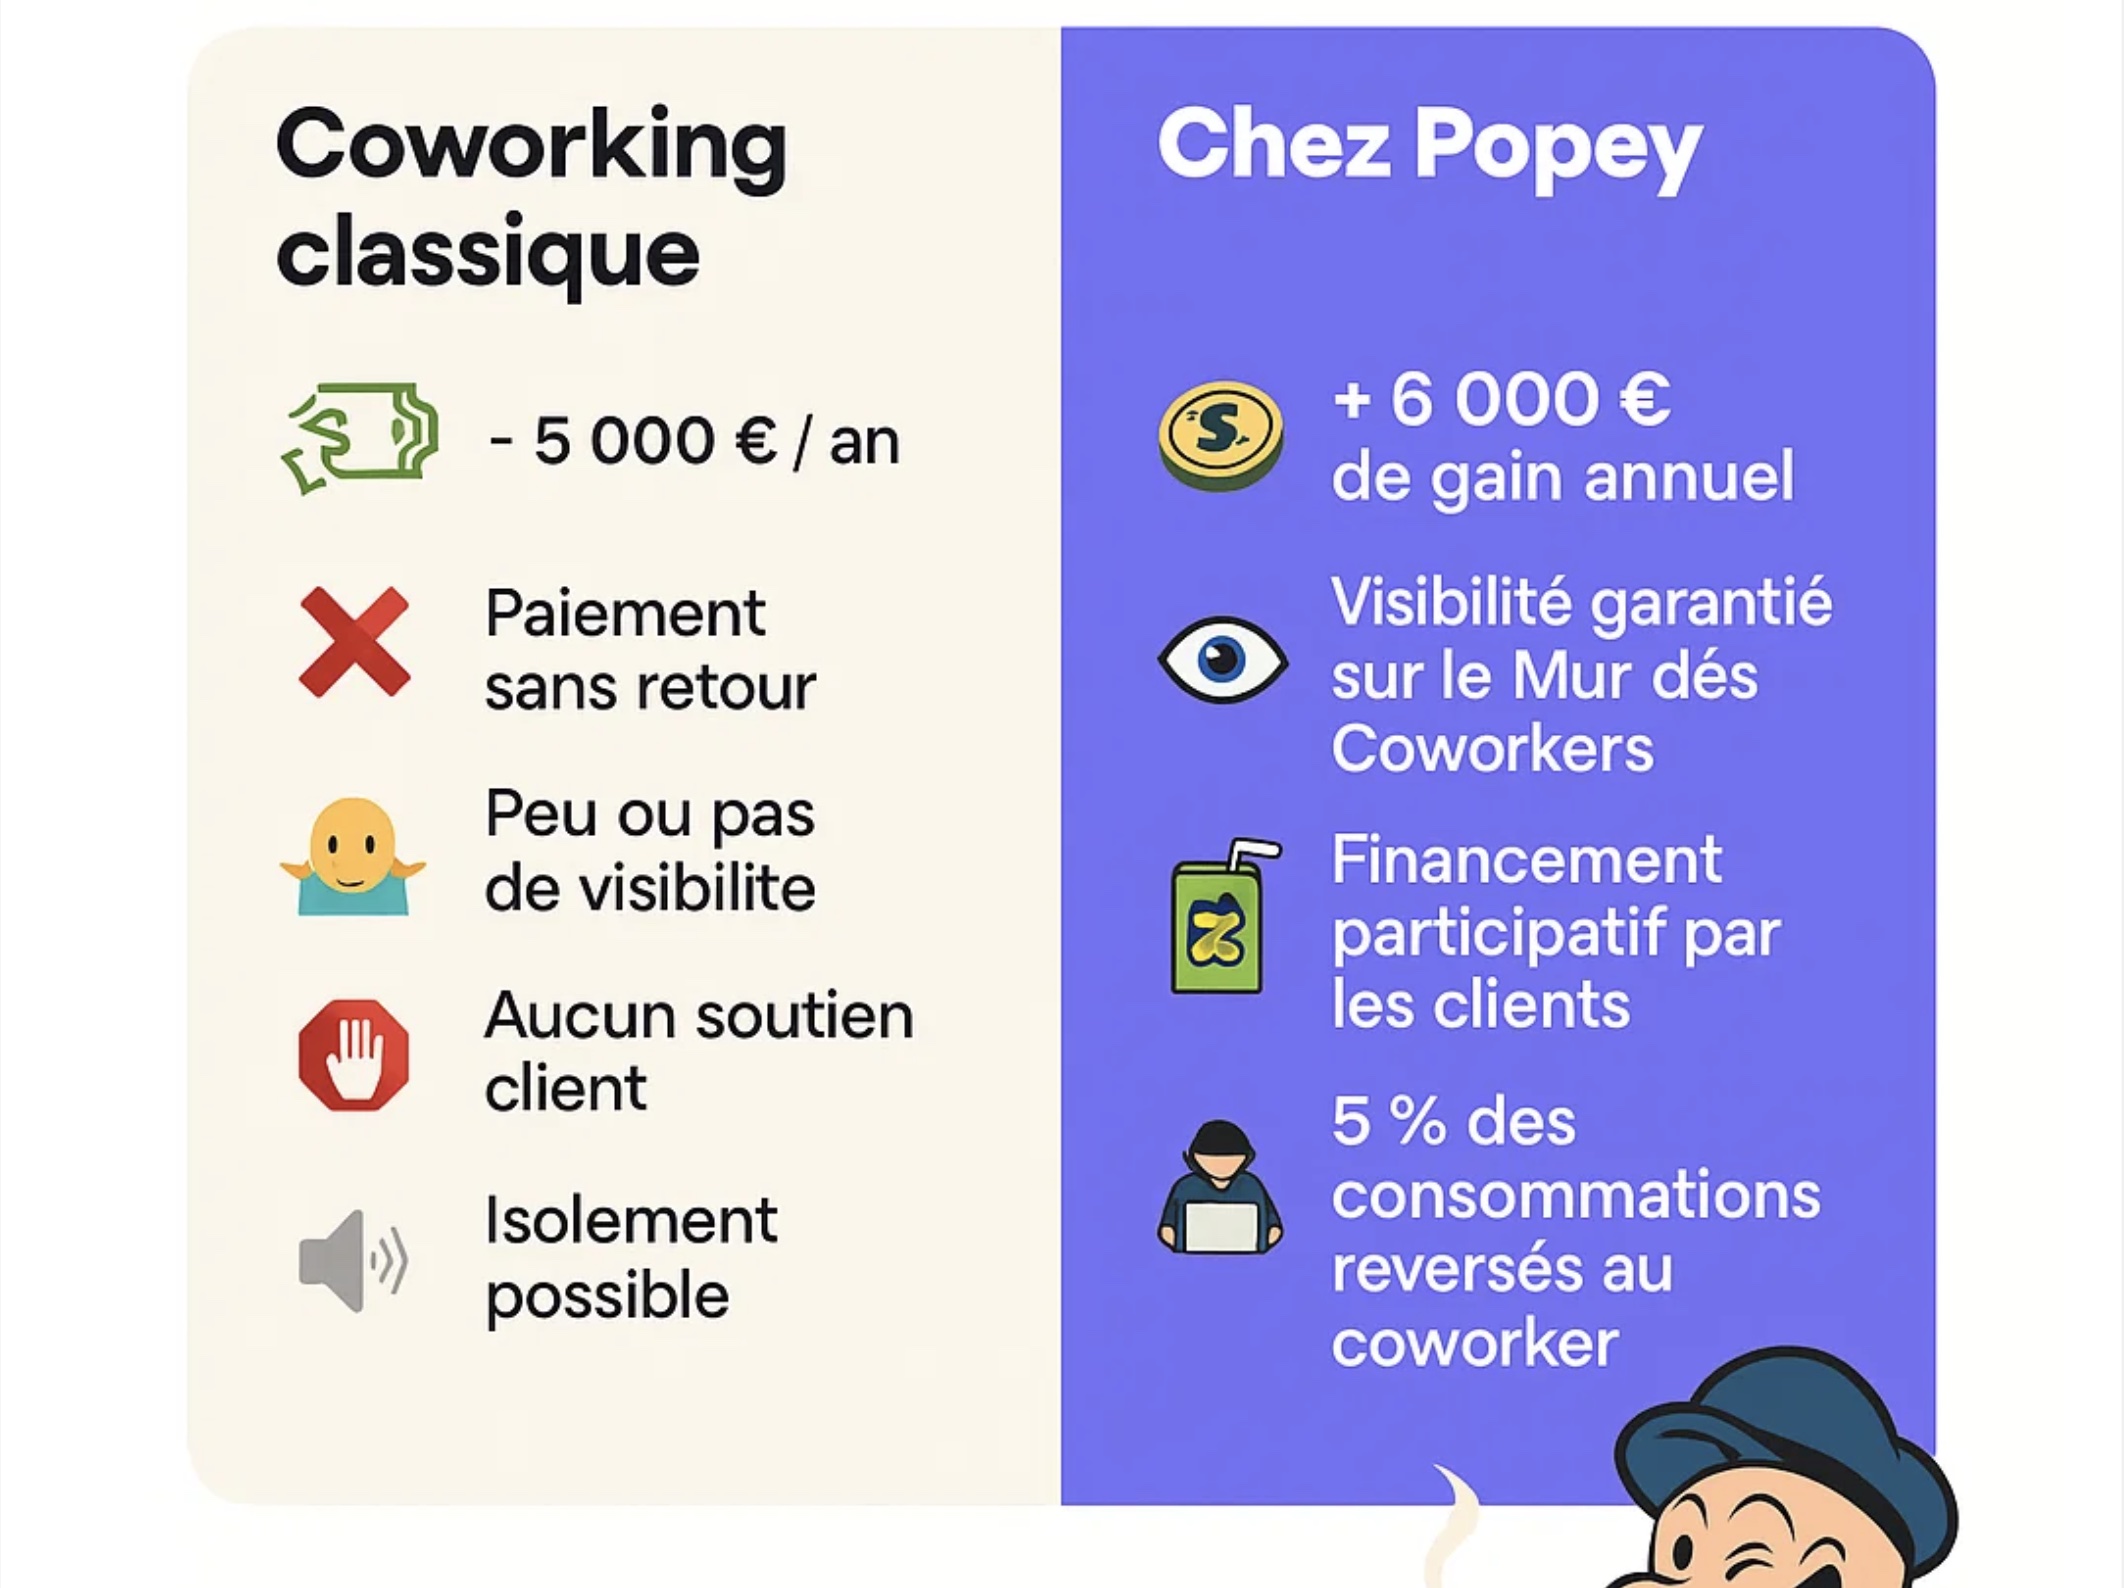 Coworking
classique
- 5 000 € / an
Paiement
sans retour
Peu ou pas
de visibilite
Aucun soutien
client
Isolement
possible
Chez Popey
+ 6 000 €
de gain annuel
Visibilité garantié
sur le Mur dés
Coworkers
Financement
participatif par
les clients
5 % des
consommations
reversés au
coworker